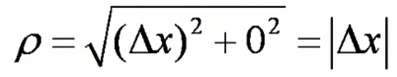 ρ = √((Δx)² + 0²) = |Δx|